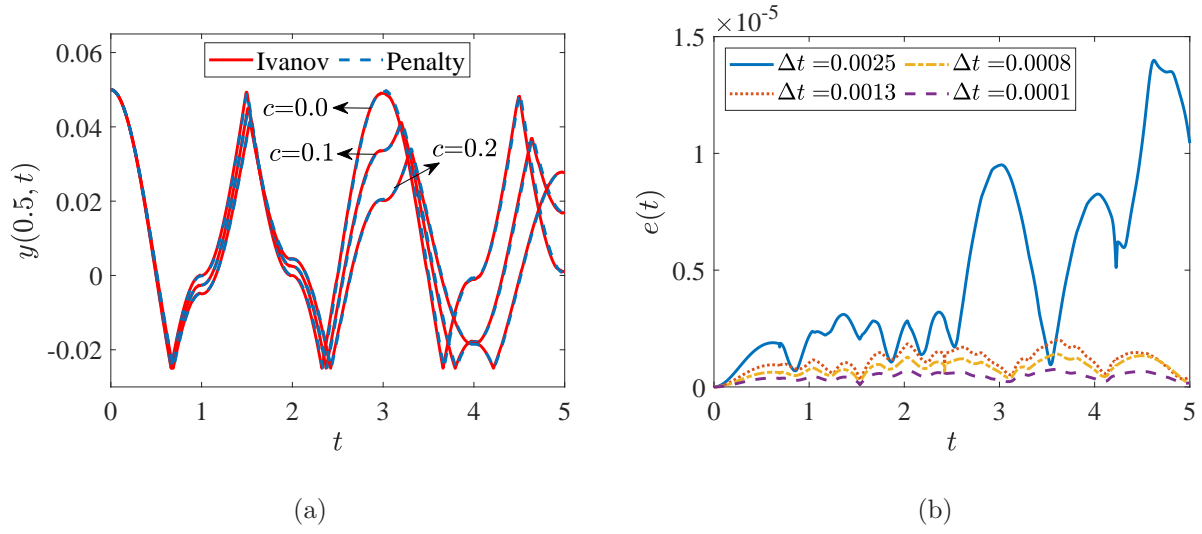 0.06
0.04
0.02
0
-0.02
y(0.5, t)
Ivanov
Penalty
c=0.0
c=0.1
c=0.2
0 1 2 3 4 5
t
(a)
×10⁻⁵
1.5
1
0.5
0
e(t)
Δt =0.0025
Δt =0.0008
Δt =0.0013
Δt =0.0001
0 1 2 3 4 5
t
(b)